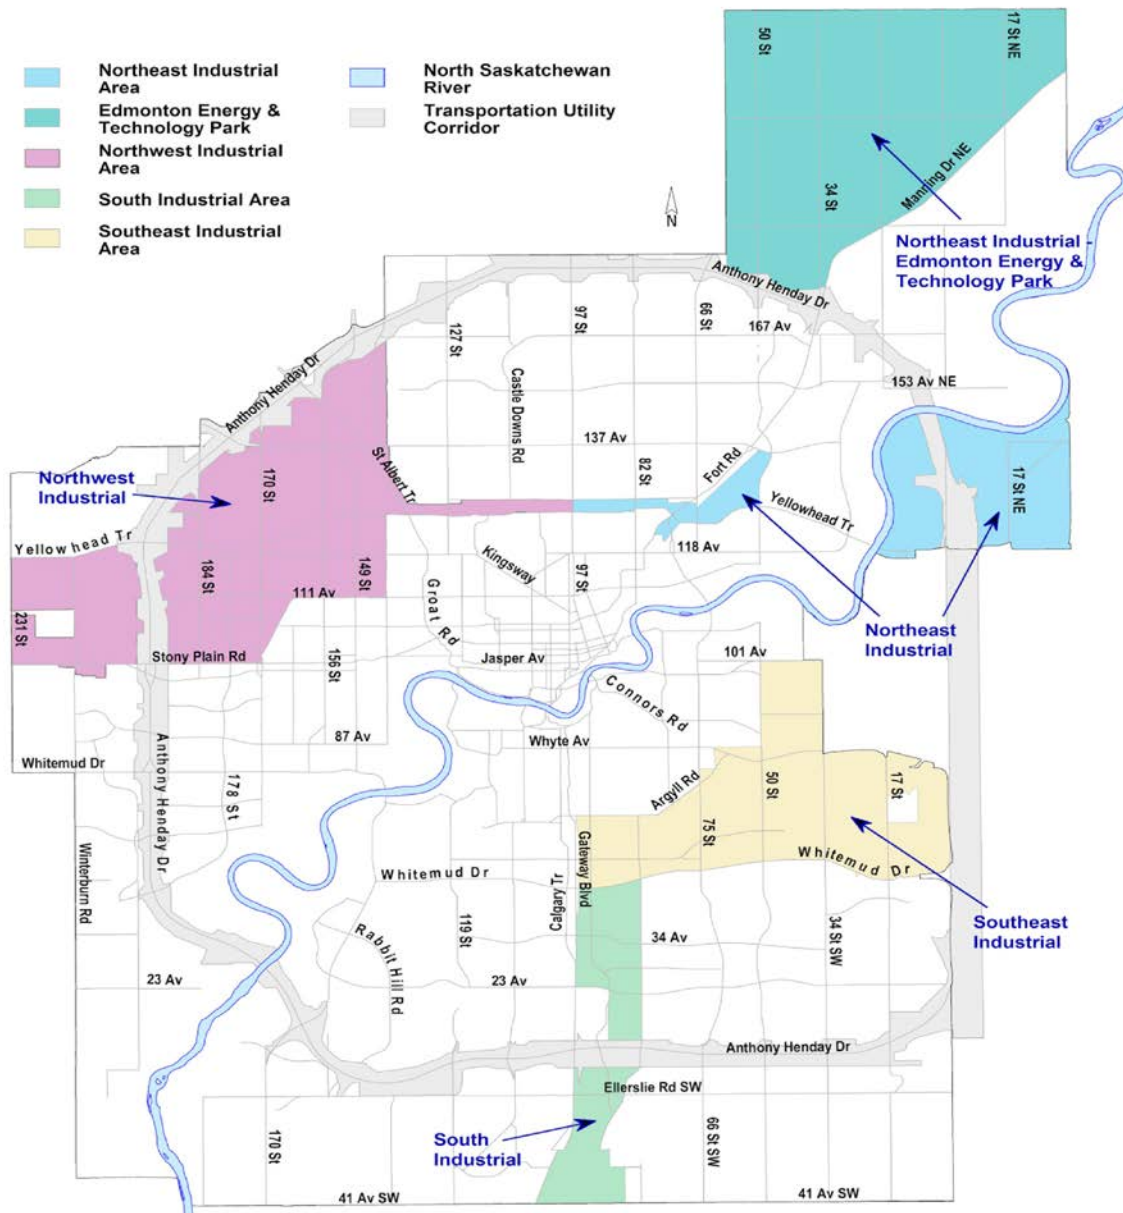 Northeast Industrial
Area
Edmonton Energy &
Technology Park
Northwest Industrial
Area
South Industrial Area
Southeast Industrial
Area
North Saskatchewan
River
Transportation Utility
Corridor
N
50 St
17 St NE
34 St
Manning Dr NE
Northeast Industrial -
Edmonton Energy &
Technology Park
Anthony Henday Dr
127 St
97 St
66 St
167 Av
Anthony Henday Dr
Castle Downs Rd
153 Av NE
137 Av
St Albert Tr
82 St
Fort Rd
Northwest
Industrial
170 St
17 St NE
Yellowhead Tr
Yellowhead Tr
118 Av
Kingsway
184 St
149 St
97 St
111 Av
Groat Rd
231 St
Northeast
Industrial
Stony Plain Rd
156 St
Jasper Av
101 Av
Connors Rd
87 Av
Whyte Av
Whitemud Dr
Anthony Henday Dr
178 St
Argyll Rd
50 St
17 St
75 St
Winterburn Rd
Whitemud Dr
Gateway Blvd
Calgary Tr
Whitemud Dr
119 St
Rabbit Hill Rd
34 Av
34 St SW
Southeast
Industrial
23 Av
23 Av
Anthony Henday Dr
Ellerslie Rd SW
170 St
South
Industrial
66 St SW
41 Av SW
41 Av SW